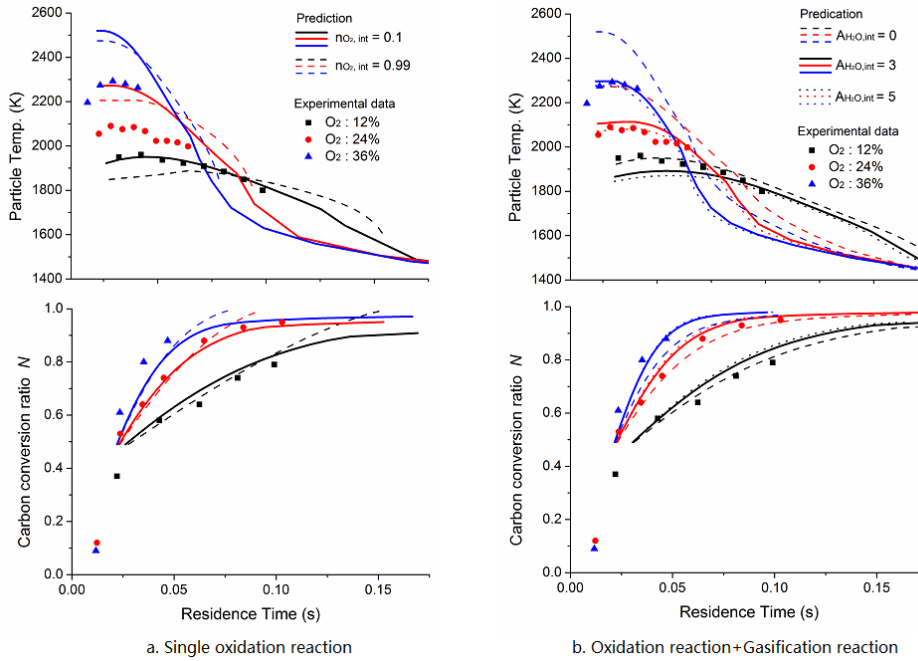 2600
2400
2200
2000
1800
1600
1400
Particle Temp. (K)
Prediction
nO₂, int = 0.1
nO₂, int = 0.99
Experimental data
O₂ : 12%
O₂ : 24%
O₂ : 36%
1.0
0.8
0.6
0.4
0.2
0.0
Carbon conversion ratio N
0.00
0.05
0.10
0.15
Residence Time (s)
a. Single oxidation reaction
2600
2400
2200
2000
1800
1600
1400
Particle Temp. (K)
Predication
AH₂O,int = 0
AH₂O,int = 3
AH₂O,int = 5
Experimental data
O₂ : 12%
O₂ : 24%
O₂ : 36%
1.0
0.8
0.6
0.4
0.2
0.0
Carbon conversion ratio N
0.00
0.05
0.10
0.15
Residence Time (s)
b. Oxidation reaction+Gasification reaction